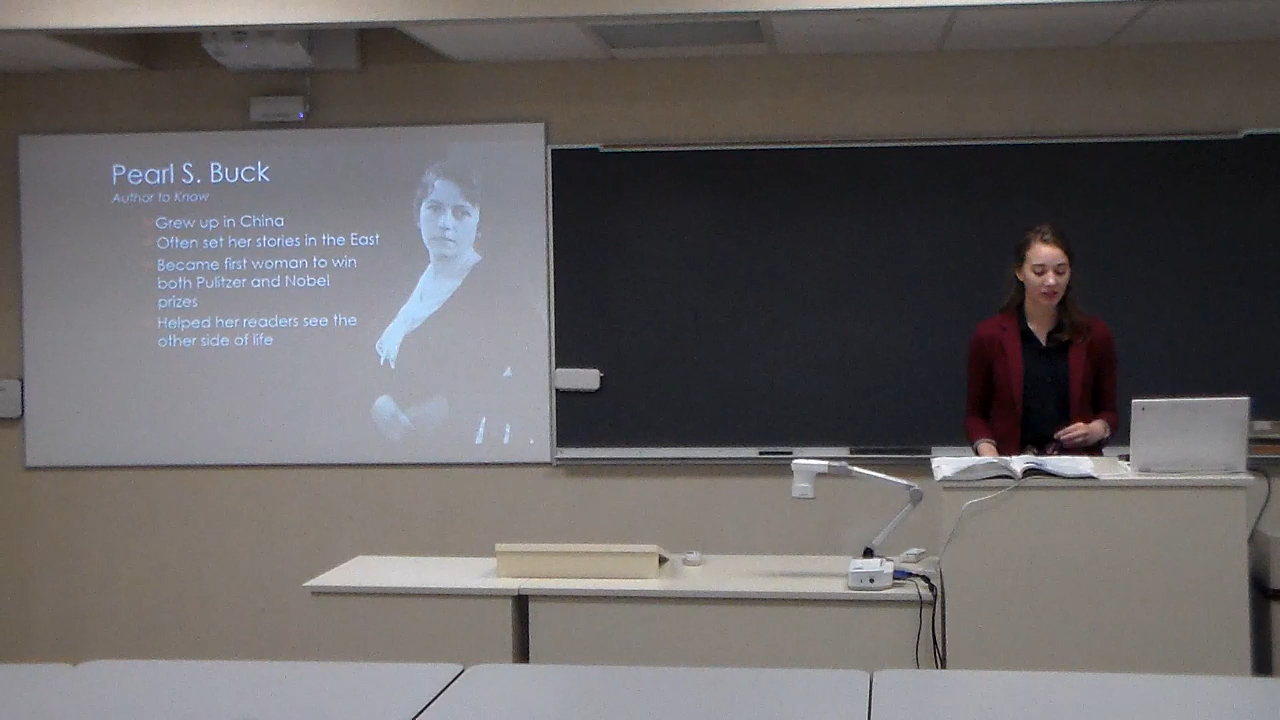 Pearl S. Buck
Author to Know
Grew up in China
Often set her stories in the East
Became first woman to win
both Pulitzer and Nobel
prizes
Helped her readers see the
other side of life